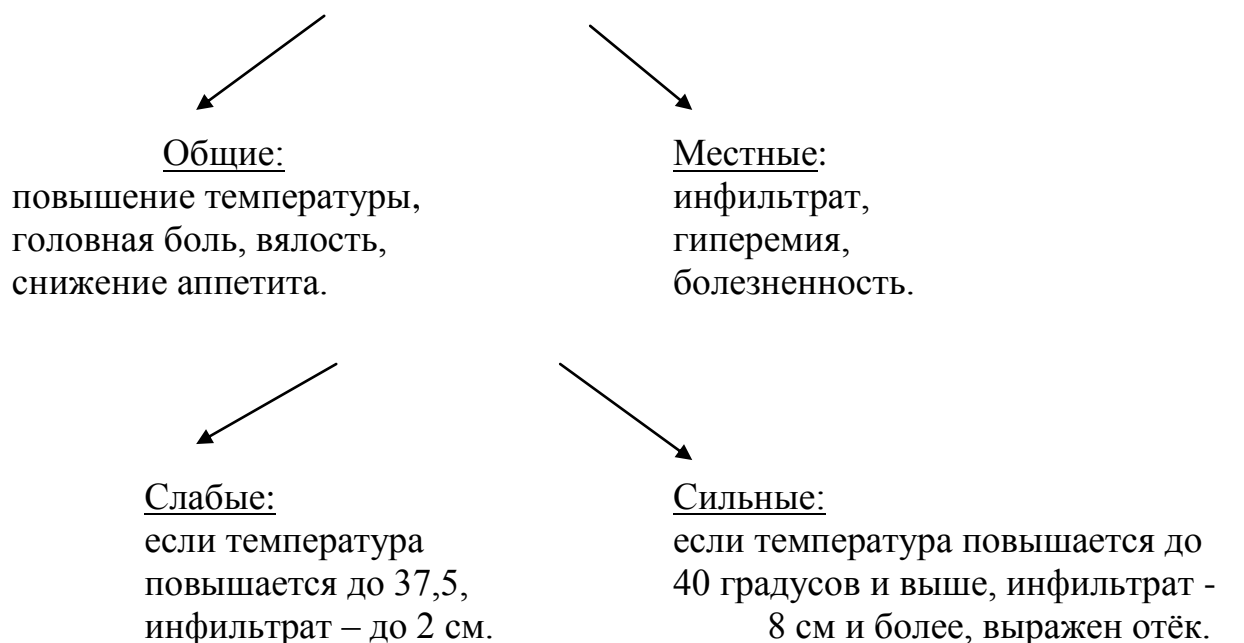 Общие:
повышение температуры,
головная боль, вялость,
снижение аппетита.
Местные:
инфильтрат,
гиперемия,
болезненность.
Слабые:
если температура
повышается до 37,5,
инфильтрат – до 2 см.
Сильные:
если температура повышается до
40 градусов и выше, инфильтрат -
8 см и более, выражен отёк.